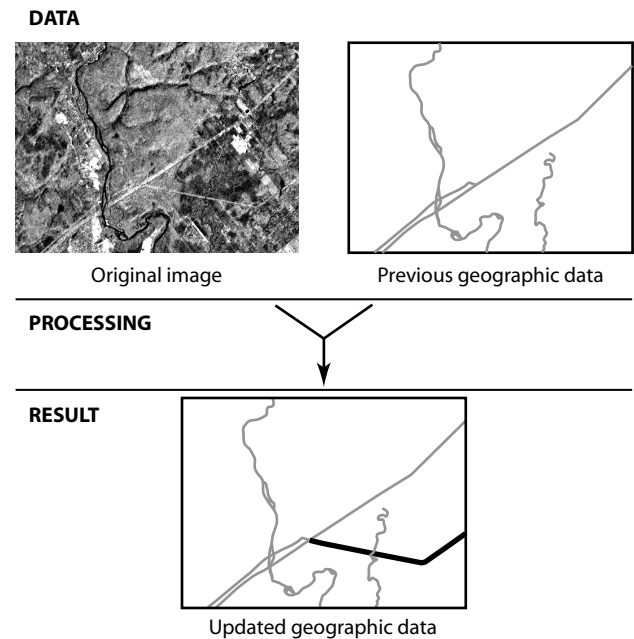 DATA
Original image
Previous geographic data
PROCESSING
RESULT
Updated geographic data